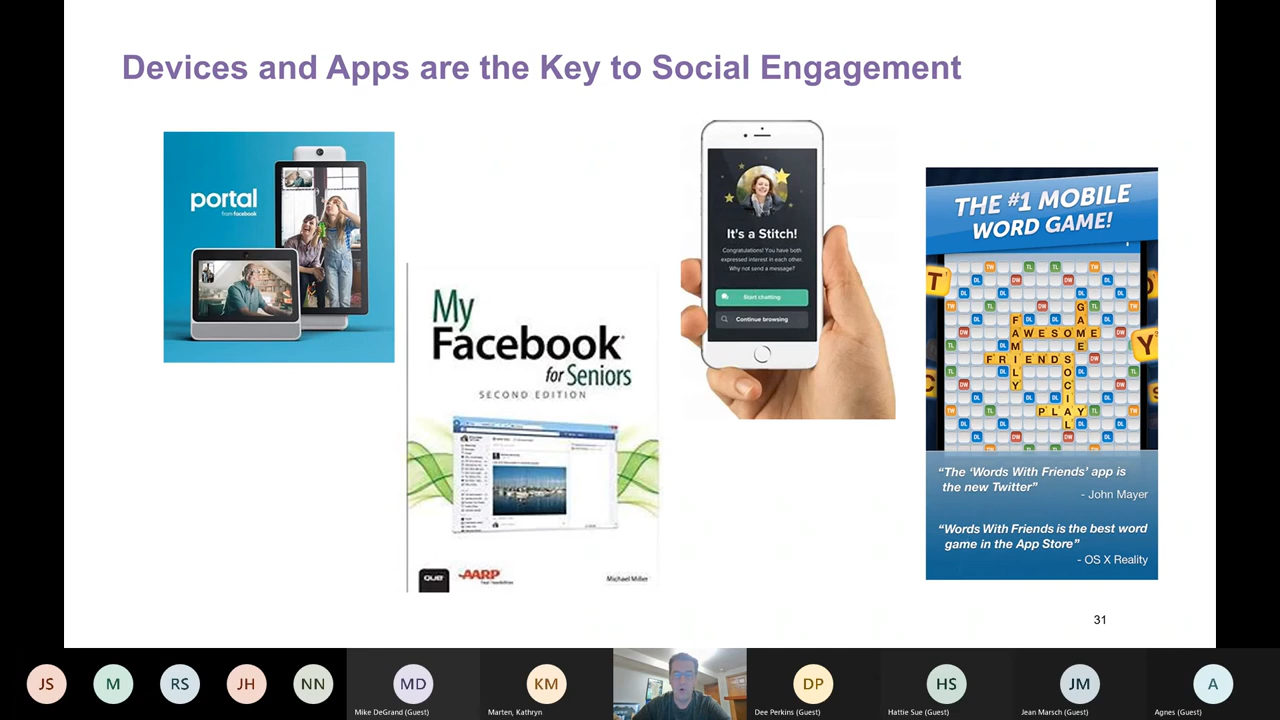 Devices and Apps are the Key to Social Engagement
portal
from facebook
My
Facebook
for Seniors
SECOND EDITION
que
AARP
Michael Miller
It's a Stitch!
Congratulations! You have both
expressed interest in each other.
Why not send a message?
Start chatting
Continue browsing
THE #1 MOBILE
WORD GAME!
GAME
FAMILY
AWESOME
FRIENDS
SOCIAL
PLAY
“The ‘Words With Friends’ app is
the new Twitter”
- John Mayer
“Words With Friends is the best word
game in the App Store”
- OS X Reality
31
JS
M
RS
JH
NN
MD
Mike DeGrand (Guest)
KM
Marten, Kathryn
DP
Dee Perkins (Guest)
HS
Hattie Sue (Guest)
JM
Jean Marsch (Guest)
A
Agnes (Guest)